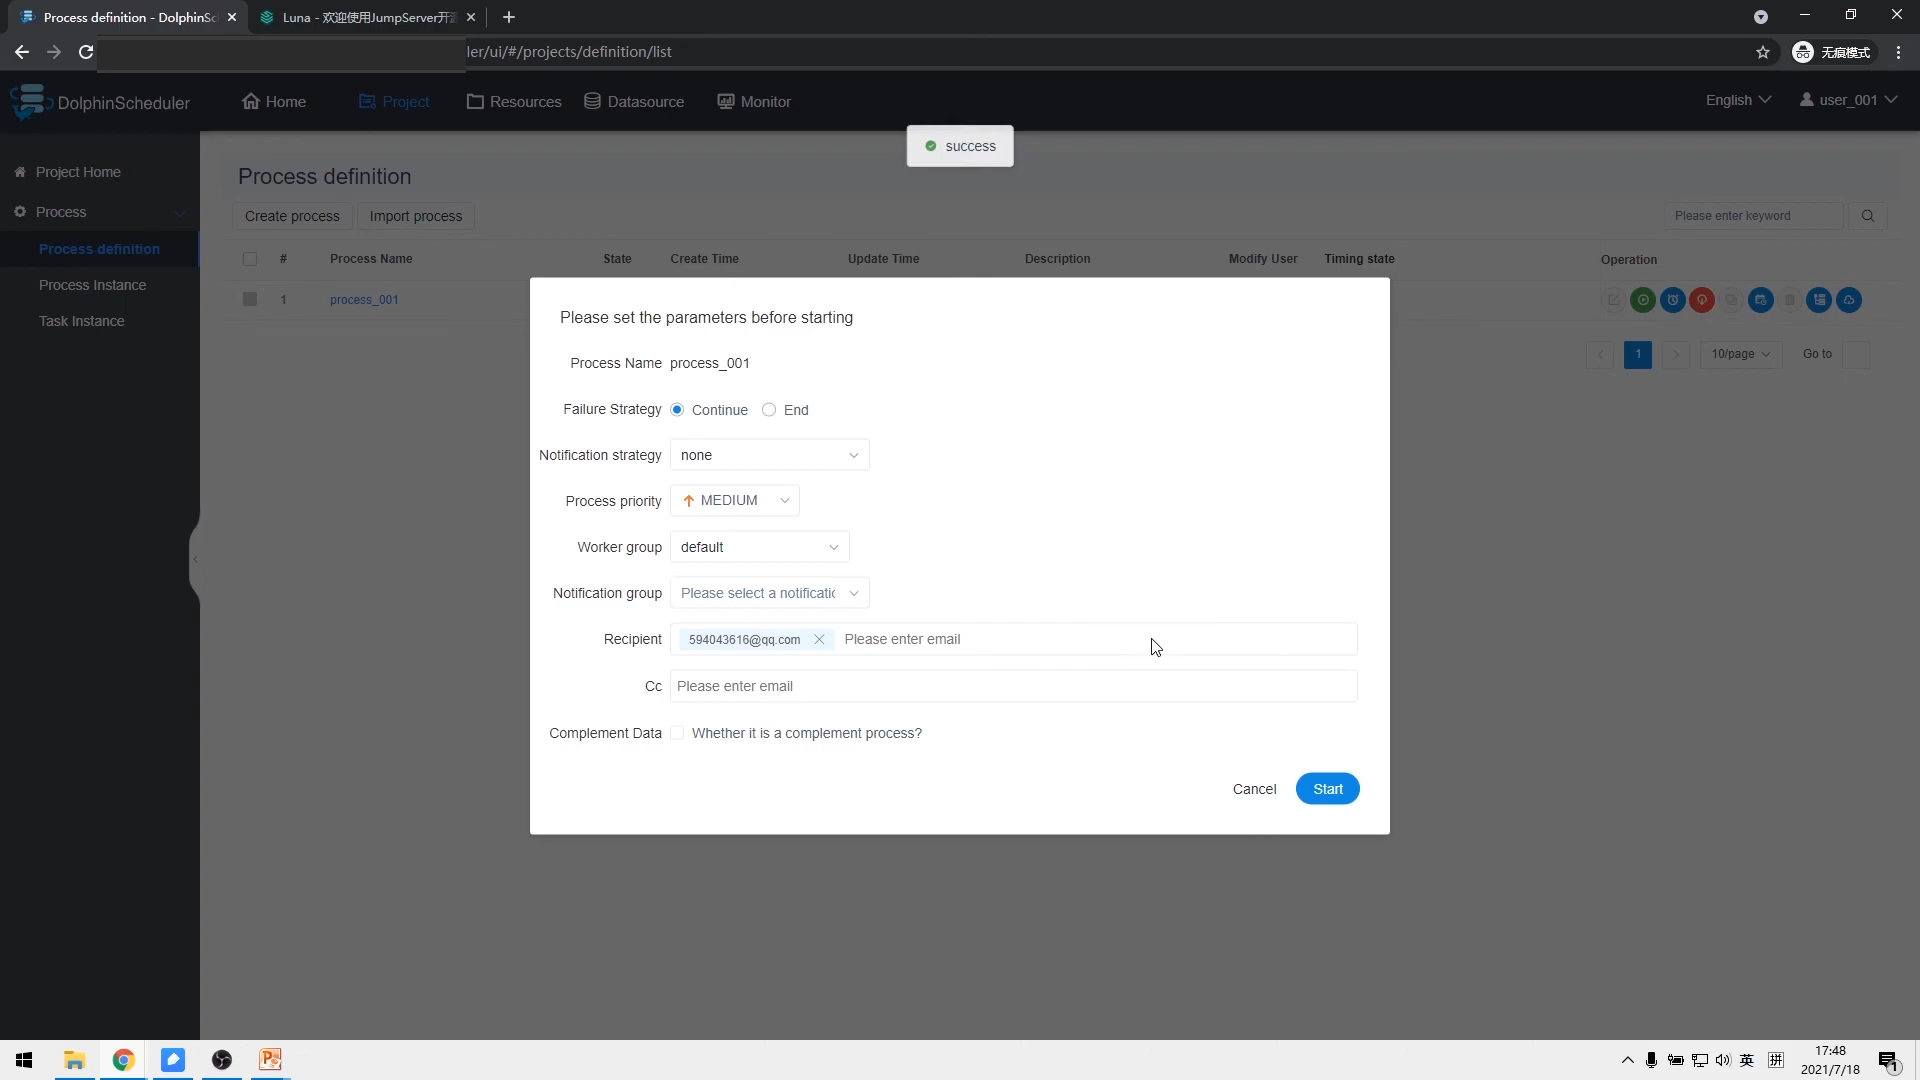 Process definition - DolphinSc
Luna - 欢迎使用JumpServer开
ler/ui/#/projects/definition/list
无痕模式
DolphinScheduler
Home
Project
Resources
Datasource
Monitor
English
user_001
success
Project Home
Process
Process definition
Process Instance
Task Instance
Process definition
Create process
Import process
Please enter keyword
# Process Name State Create Time Update Time Description Modify User Timing state Operation
1 process_001
1
10/page
Go to
Please set the parameters before starting
Process Name process_001
Failure Strategy Continue End
Notification strategy none
Process priority MEDIUM
Worker group default
Notification group Please select a notificatic
Recipient 594043616@qq.com Please enter email
Cc Please enter email
Complement Data Whether it is a complement process?
Cancel Start
英
拼
17:48
2021/7/18
1